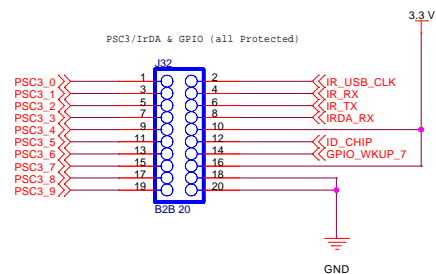 3.3 V
PSC3/IrDA & GPIO (all Protected)
J32
PSC3_0 1 2 IR_USB_CLK
PSC3_1 3 4 IR_RX
PSC3_2 5 6 IR_TX
PSC3_3 7 8 IRDA_RX
PSC3_4 9 10
PSC3_5 11 12 ID_CHIP
PSC3_6 13 14 GPIO_WKUP_7
PSC3_7 15 16
PSC3_8 17 18
PSC3_9 19 20
B2B 20
GND